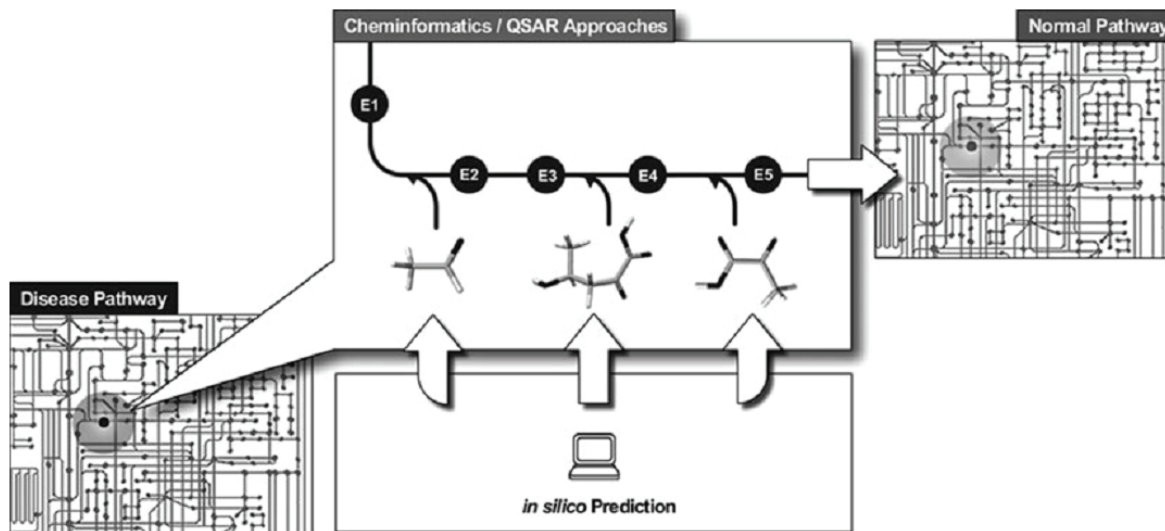 Cheminformatics / QSAR Approaches
Normal Pathway
E1
E2
E3
E4
E5
Disease Pathway
in silico Prediction